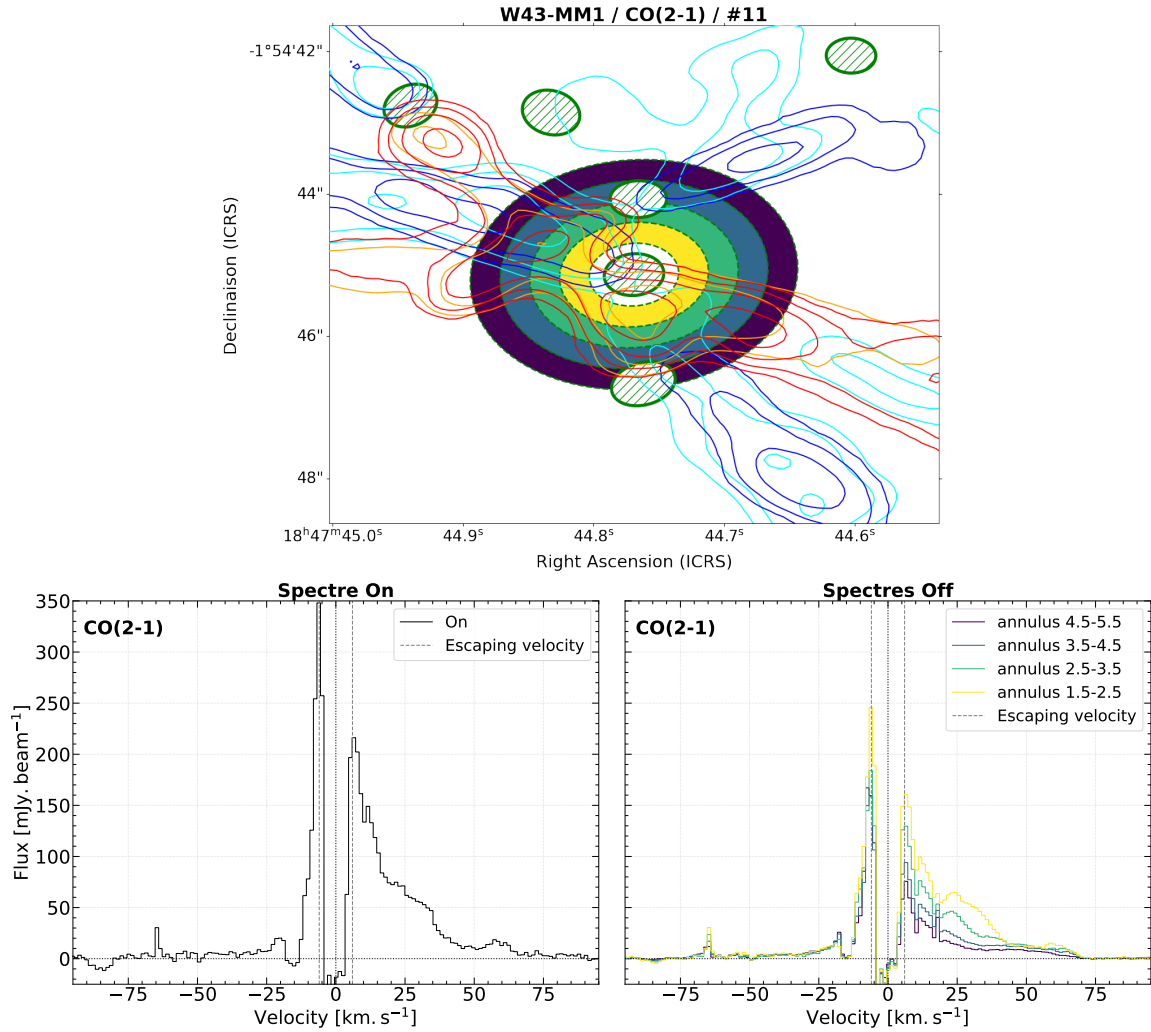 W43-MM1 / CO(2-1) / #11
-1°54'42"
44"
46"
48"
Declinaison (ICRS)
18ʰ47ᵐ45.0ˢ 44.9ˢ 44.8ˢ 44.7ˢ 44.6ˢ
Right Ascension (ICRS)
Spectre On
CO(2-1)
On
Escaping velocity
350
300
250
200
150
100
50
0
Flux [mJy. beam⁻¹]
−75 −50 −25 0 25 50 75
Velocity [km. s⁻¹]
Spectres Off
CO(2-1)
annulus 4.5-5.5
annulus 3.5-4.5
annulus 2.5-3.5
annulus 1.5-2.5
Escaping velocity
−75 −50 −25 0 25 50 75
Velocity [km. s⁻¹]